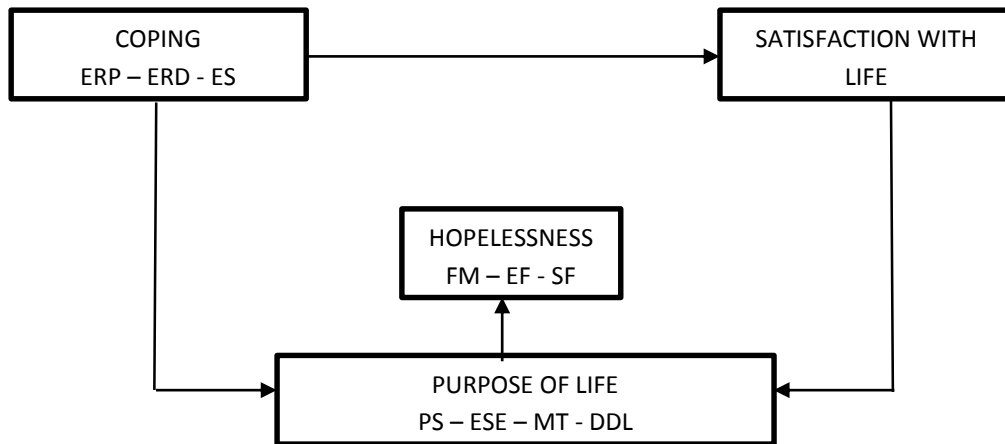 COPING
ERP – ERD - ES
SATISFACTION WITH
LIFE
HOPELESSNESS
FM – EF - SF
PURPOSE OF LIFE
PS – ESE – MT - DDL